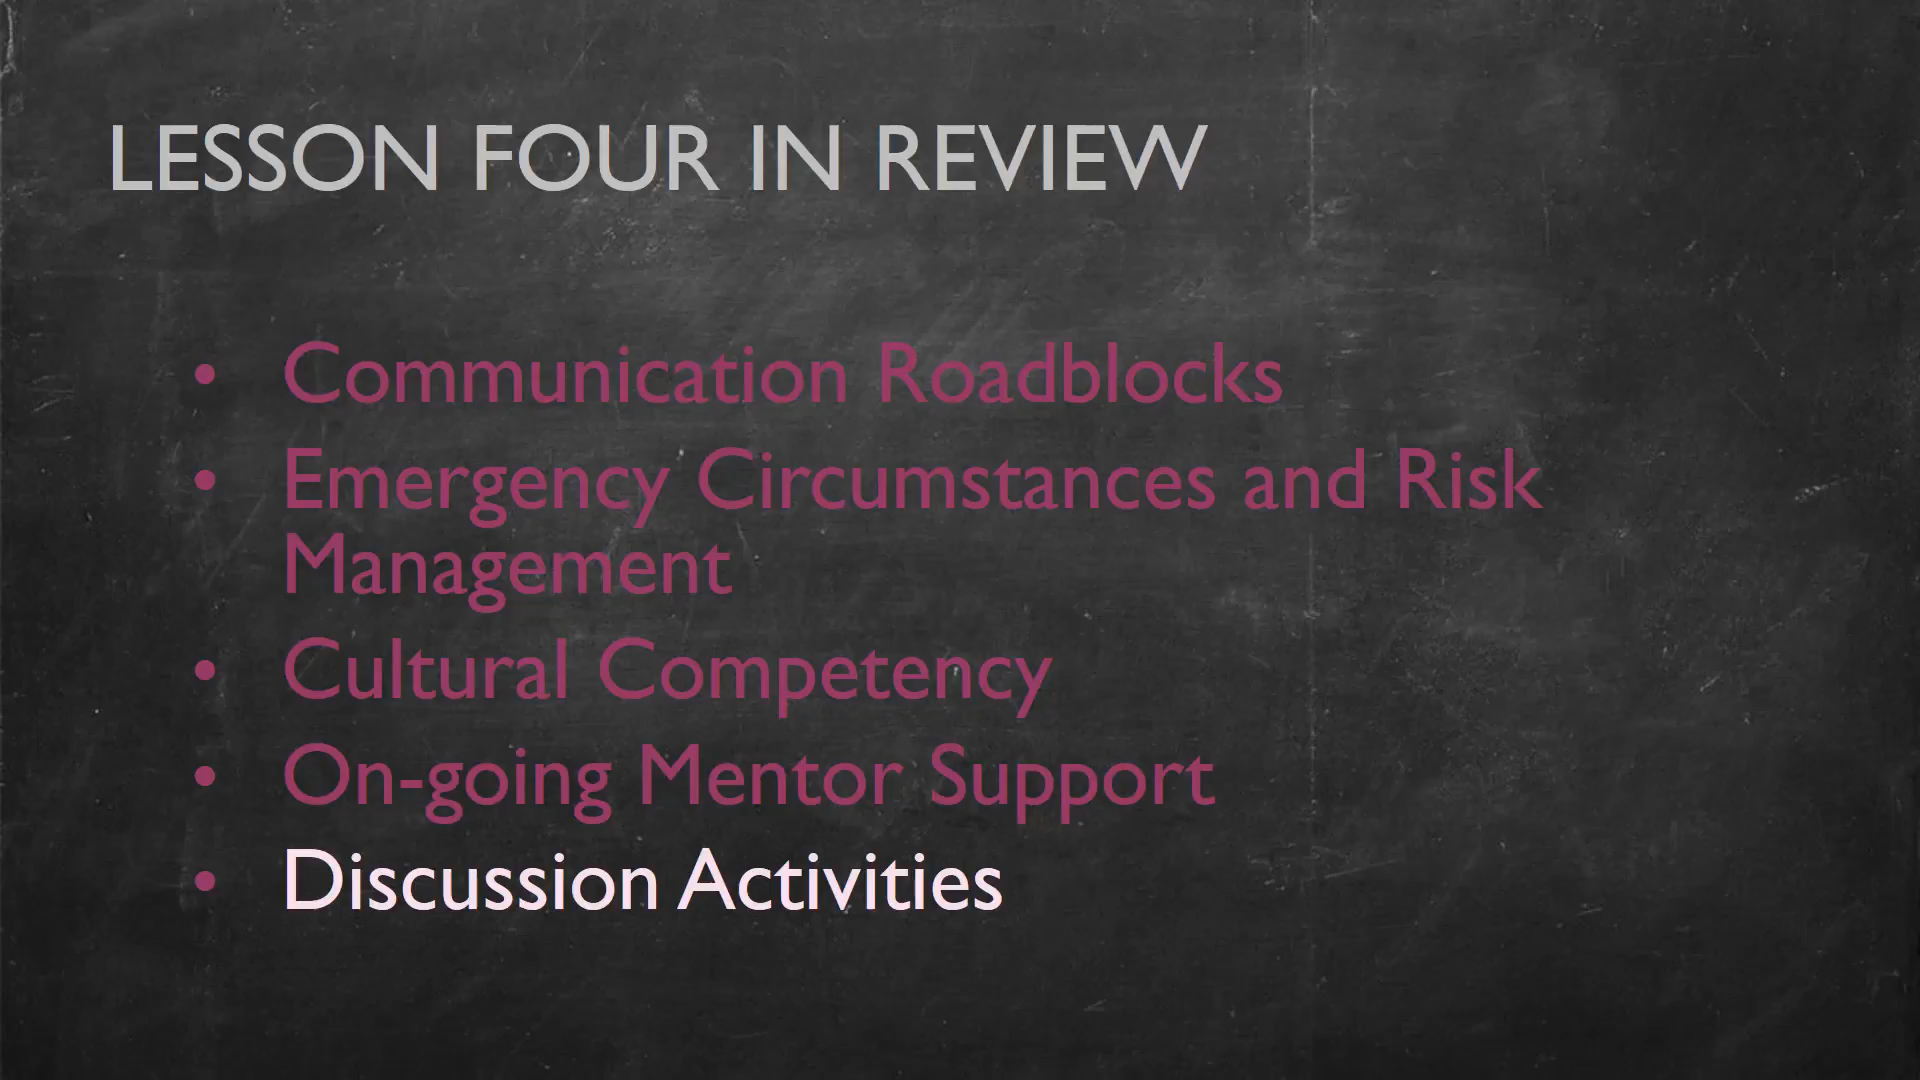 LESSON FOUR IN REVIEW
• Communication Roadblocks
• Emergency Circumstances and Risk
Management
• Cultural Competency
• On-going Mentor Support
• Discussion Activities